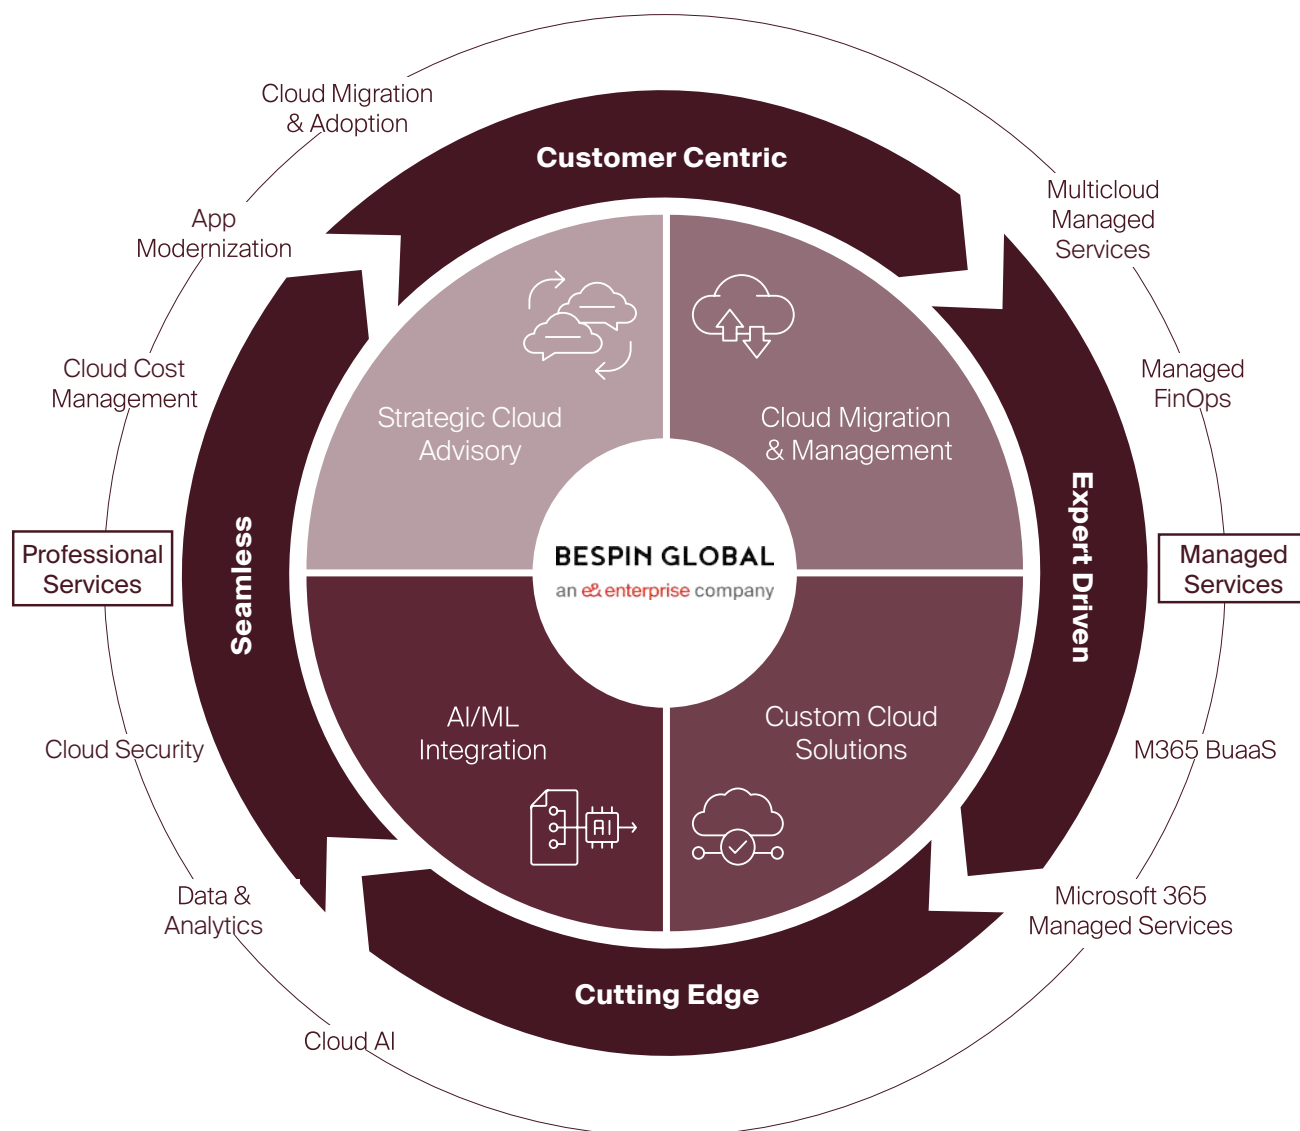 Cloud Migration
& Adoption
Customer Centric
Multicloud
Managed
Services
App
Modernization
Cloud Cost
Management
Managed
FinOps
Strategic Cloud
Advisory
Cloud Migration
& Management
Professional
Services
Seamless
BESPIN GLOBAL
an e& enterprise company
Expert Driven
Managed
Services
AI/ML
Integration
Custom Cloud
Solutions
Cloud Security
M365 BuaaS
AI
Data &
Analytics
Microsoft 365
Managed Services
Cutting Edge
Cloud AI